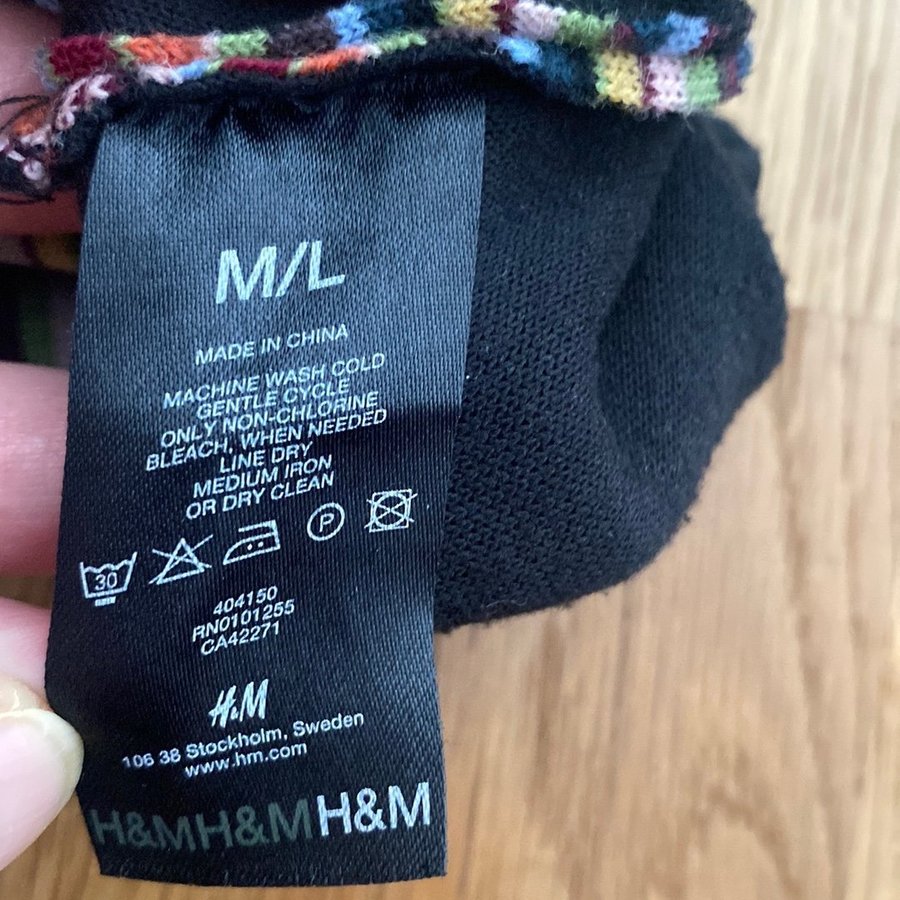 M/L
MADE IN CHINA
MACHINE WASH COLD
GENTLE CYCLE
ONLY NON-CHLORINE
BLEACH, WHEN NEEDED
LINE DRY
MEDIUM IRON
OR DRY CLEAN
30 P
404150
RN0101255
CA42271
H&M
106 38 Stockholm, Sweden
www.hm.com
H&MH&MH&M